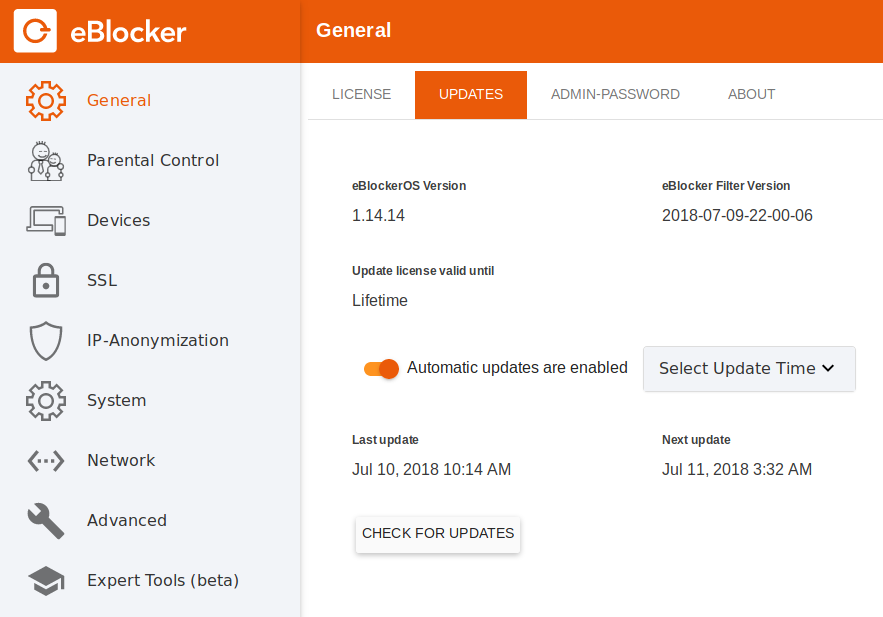 eBlocker
General
General
Parental Control
Devices
SSL
IP-Anonymization
System
Network
Advanced
Expert Tools (beta)
LICENSE
UPDATES
ADMIN-PASSWORD
ABOUT
eBlockerOS Version
1.14.14
eBlocker Filter Version
2018-07-09-22-00-06
Update license valid until
Lifetime
Automatic updates are enabled
Select Update Time
Last update
Jul 10, 2018 10:14 AM
Next update
Jul 11, 2018 3:32 AM
CHECK FOR UPDATES